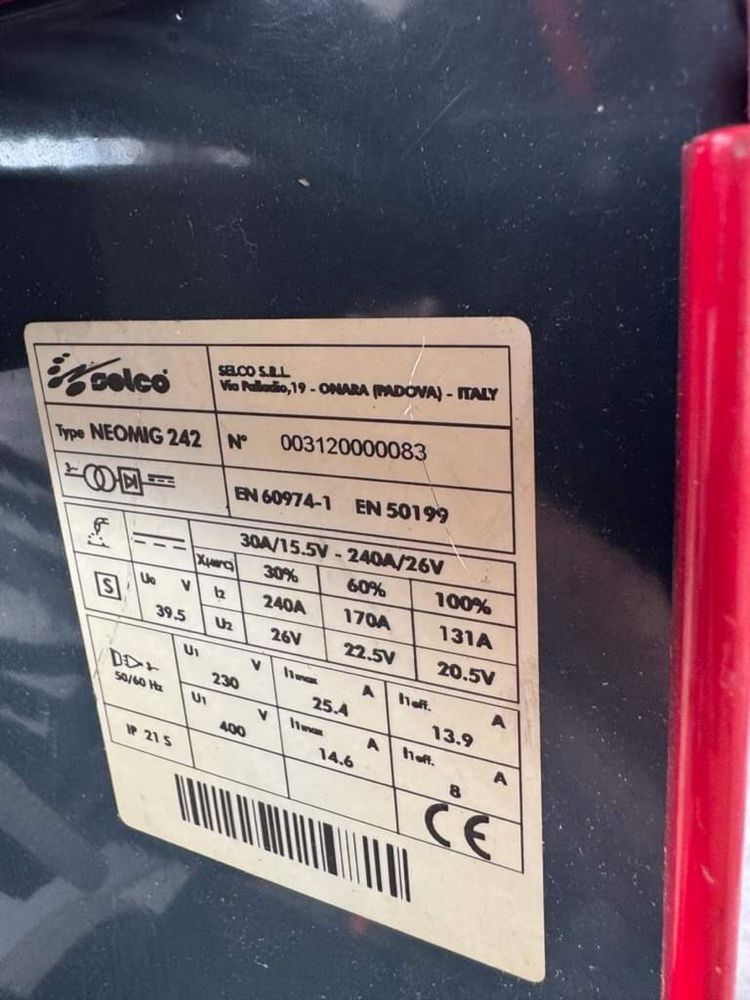 selco
SELCO S.R.L.
Via Palladio,19 - ONARA (PADOVA) - ITALY
Type NEOMIG 242
N° 003120000083
EN 60974-1 EN 50199
30A/15.5V - 240A/26V
X(40°C) 30% 60% 100%
S
U0 V
39.5
I2 240A 170A 131A
U2 26V 22.5V 20.5V
50/60 Hz
U1 V
230
I1max A
25.4
I1eff. A
13.9
U1 V
400
I1max A
14.6
I1eff. A
8
IP 21 S
CE